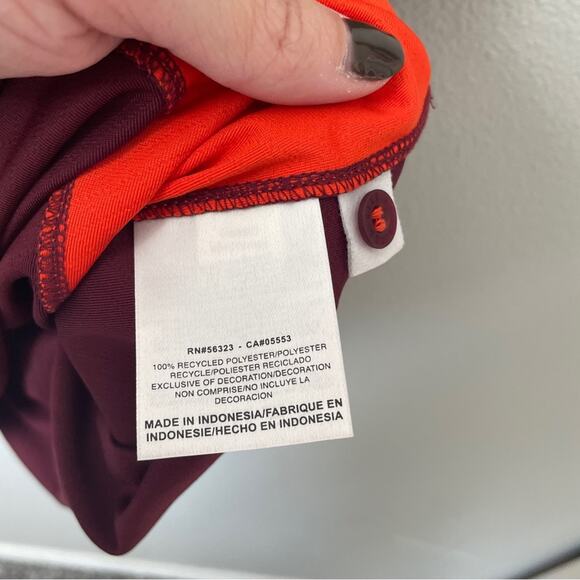 RN#56323 - CA#05553
100% RECYCLED POLYESTER/POLYESTER
RECYCLE/POLIESTER RECICLADO
EXCLUSIVE OF DECORATION/DECORATION
NON COMPRISE/NO INCLUYE LA
DECORACION
MADE IN INDONESIA/FABRIQUE EN
INDONESIE/HECHO EN INDONESIA